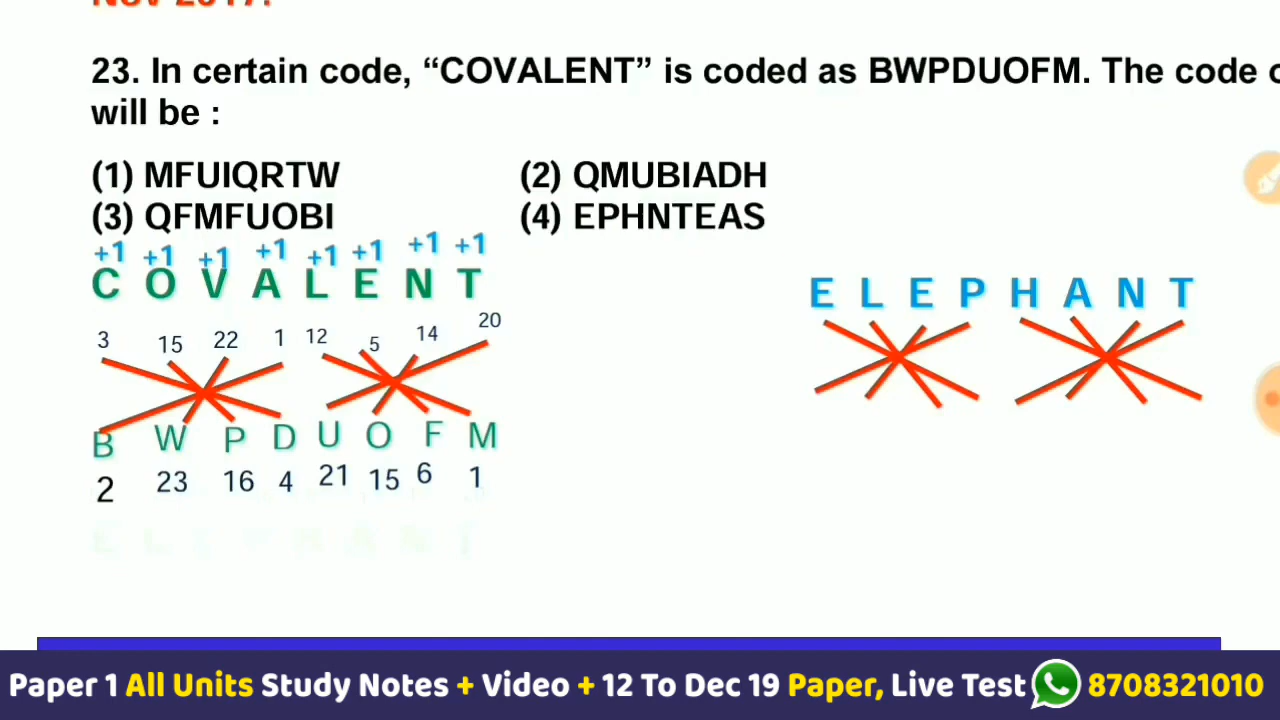 Nov 2017.
23. In certain code, “COVALENT” is coded as BWPDUOFM. The code o
will be :
(1) MFUIQRTW (2) QMUBIADH
(3) QFMFUOBI (4) EPHNTEAS
+1 +1 +1 +1 +1 +1 +1 +1
C O V A L E N T
E L E P H A N T
3 15 22 1 12 5 14 20
B W P D U O F M
2 23 16 4 21 15 6 1
E L E P H A N T
Paper 1 All Units Study Notes + Video + 12 To Dec 19 Paper, Live Test 8708321010